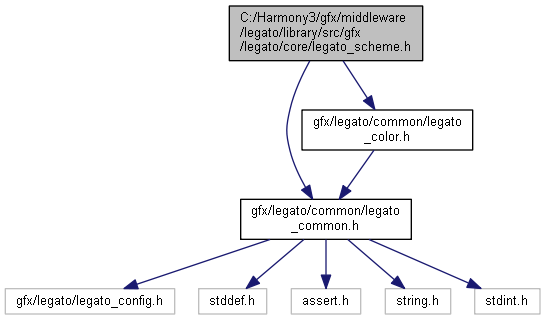 C:/Harmony3/gfx/middleware
/legato/library/src/gfx
/legato/core/legato_scheme.h
gfx/legato/common/legato
_color.h
gfx/legato/common/legato
_common.h
gfx/legato/legato_config.h
stddef.h
assert.h
string.h
stdint.h